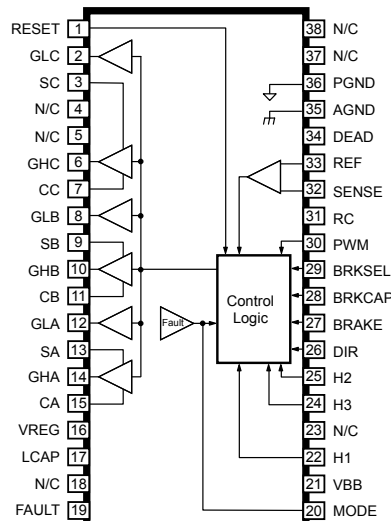 RESET 1
GLC 2
SC 3
N/C 4
N/C 5
GHC 6
CC 7
GLB 8
SB 9
GHB 10
CB 11
GLA 12
SA 13
GHA 14
CA 15
VREG 16
LCAP 17
N/C 18
FAULT 19
Fault
Control
Logic
38 N/C
37 N/C
36 PGND
35 AGND
34 DEAD
33 REF
32 SENSE
31 RC
30 PWM
29 BRKSEL
28 BRKCAP
27 BRAKE
26 DIR
25 H2
24 H3
23 N/C
22 H1
21 VBB
20 MODE